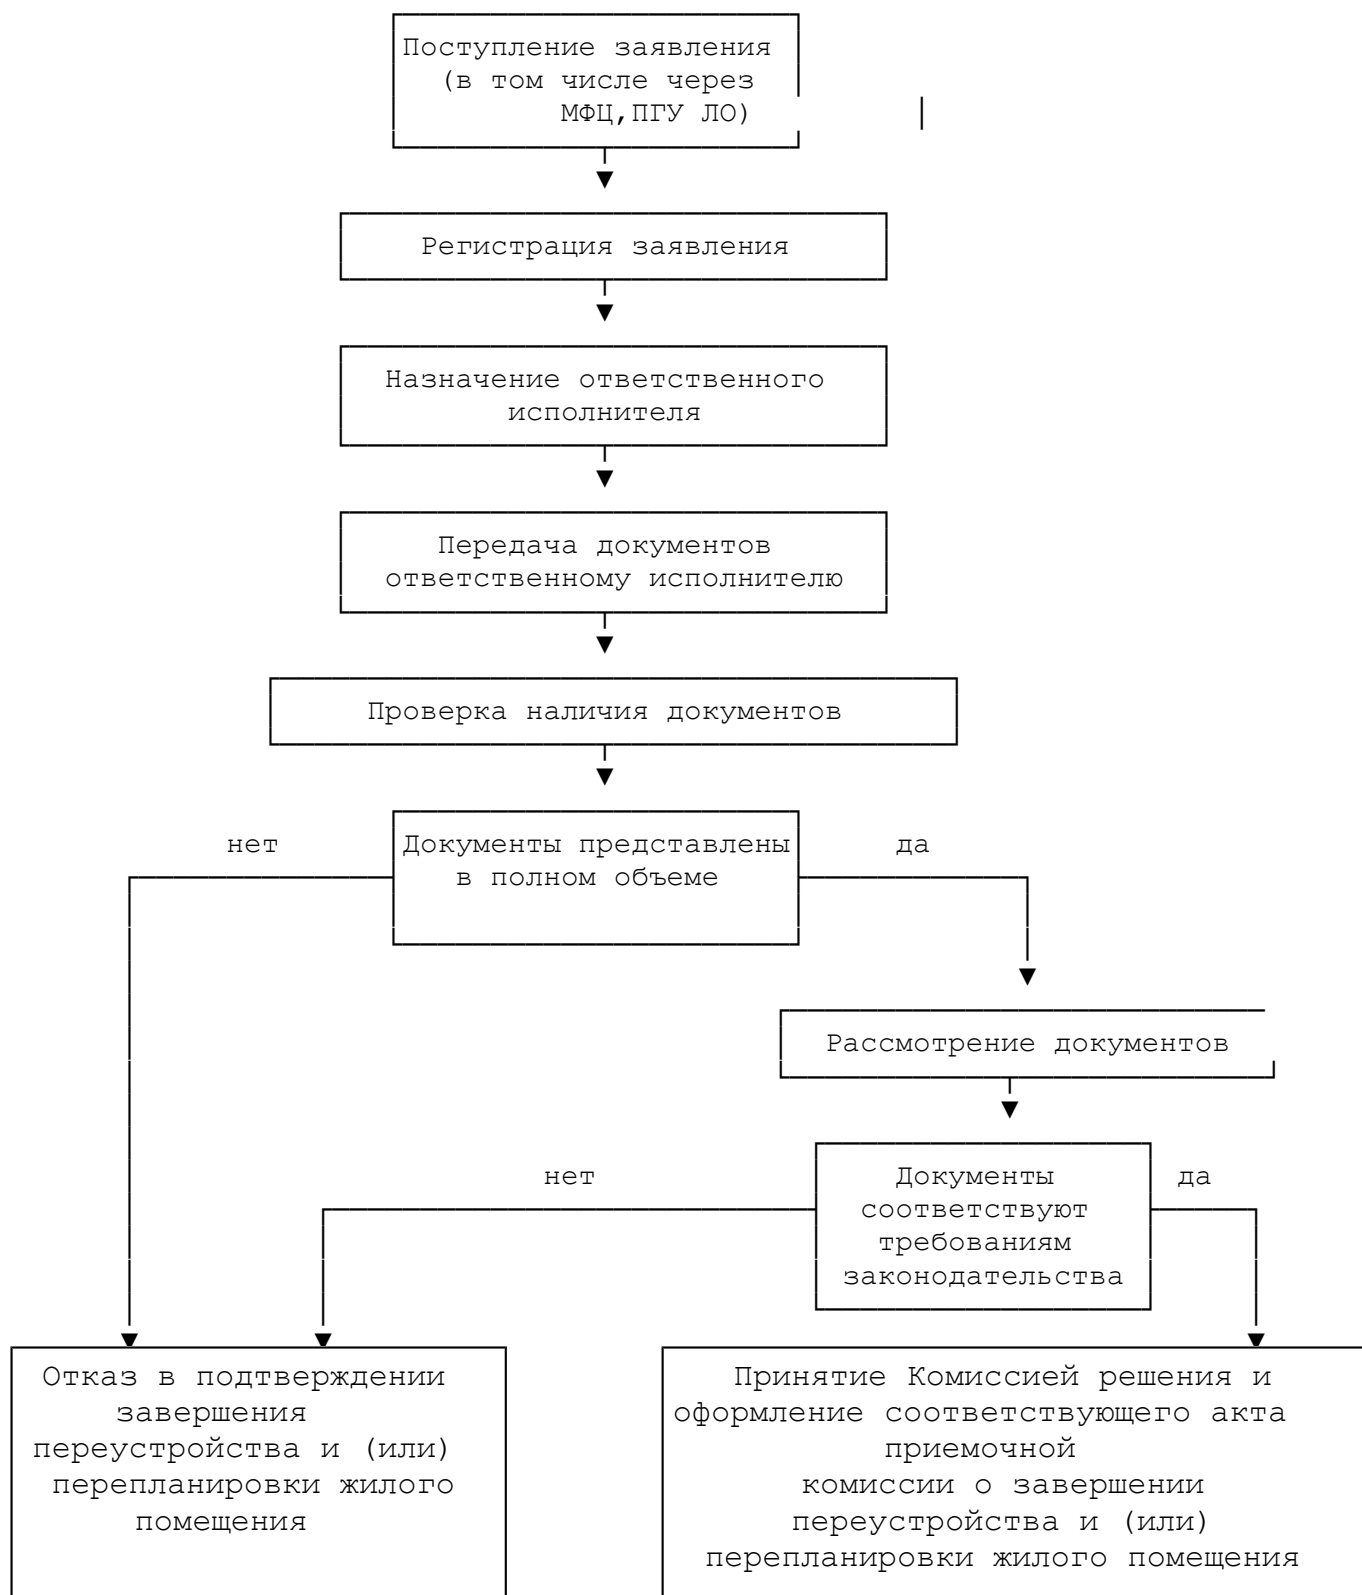 Поступление заявления
(в том числе через
МФЦ,ПГУ ЛО)
Регистрация заявления
Назначение ответственного
исполнителя
Передача документов
ответственному исполнителю
Проверка наличия документов
нет
Документы представлены
в полном объеме
да
Рассмотрение документов
нет
Документы
соответствуют
требованиям
законодательства
да
Отказ в подтверждении
завершения
переустройства и (или)
перепланировки жилого
помещения
Принятие Комиссией решения и
оформление соответствующего акта
приемочной
комиссии о завершении
переустройства и (или)
перепланировки жилого помещения